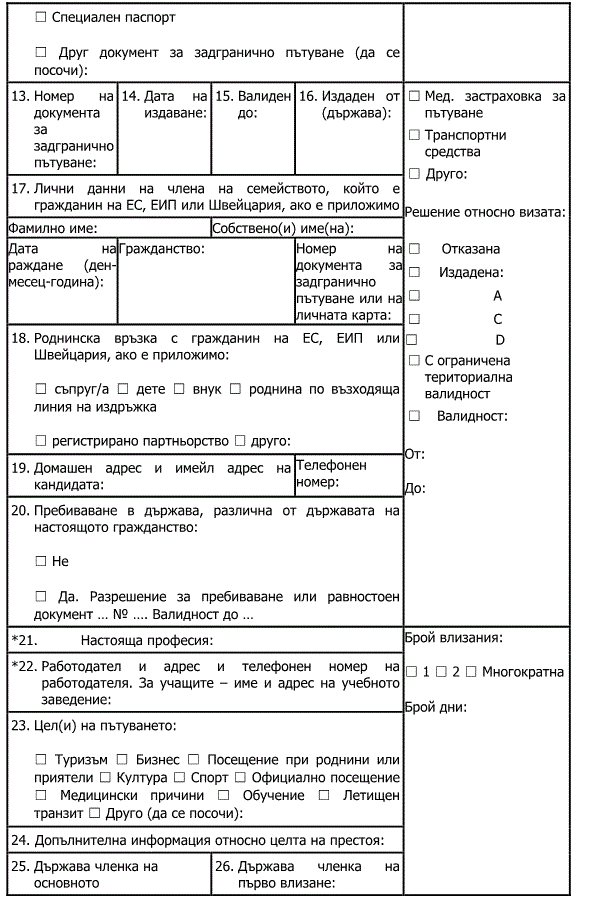 ☐ Специален паспорт
☐ Друг документ за задгранично пътуване (да се
посочи):
13. Номер на
документа
за
задгранично
пътуване:
14. Дата на
издаване:
15. Валиден
до:
16. Издаден от
(държава):
17. Лични данни на члена на семейството, който е
гражданин на ЕС, ЕИП или Швейцария, ако е приложимо
Фамилно име:
Собствено(и) име(на):
Дата на
раждане (ден-
месец-година):
Гражданство:
Номер на
документа за
задгранично
пътуване или на
личната карта:
18. Роднинска връзка с гражданин на ЕС, ЕИП или
Швейцария, ако е приложимо:
☐ съпруг/а ☐ дете ☐ внук ☐ роднина по възходяща
линия на издръжка
☐ регистрирано партньорство ☐ друго:
19. Домашен адрес и имейл адрес на
кандидата:
Телефонен
номер:
20. Пребиваване в държава, различна от държавата на
настоящото гражданство:
☐ Не
☐ Да. Разрешение за пребиваване или равностоен
документ … № …. Валидност до …
☐ Мед. застраховка за
пътуване
☐ Транспортни
средства
☐ Друго:
Решение относно визата:
☐ Отказана
☐ Издадена:
☐ A
☐ C
☐ D
☐ С ограничена
териториална
валидност
☐ Валидност:
От:
До:
*21. Настояща професия:
*22. Работодател и адрес и телефонен номер на
работодателя. За учащите – име и адрес на учебното
заведение:
23. Цел(и) на пътуването:
☐ Туризъм ☐ Бизнес ☐ Посещение при роднини или
приятели ☐ Култура ☐ Спорт ☐ Официално посещение
☐ Медицински причини ☐ Обучение ☐ Летищен
транзит ☐ Друго (да се посочи):
24. Допълнителна информация относно целта на престоя:
25. Държава членка на
основното
26. Държава членка на
първо влизане:
Брой влизания:
☐ 1 ☐ 2 ☐ Многократна
Брой дни: